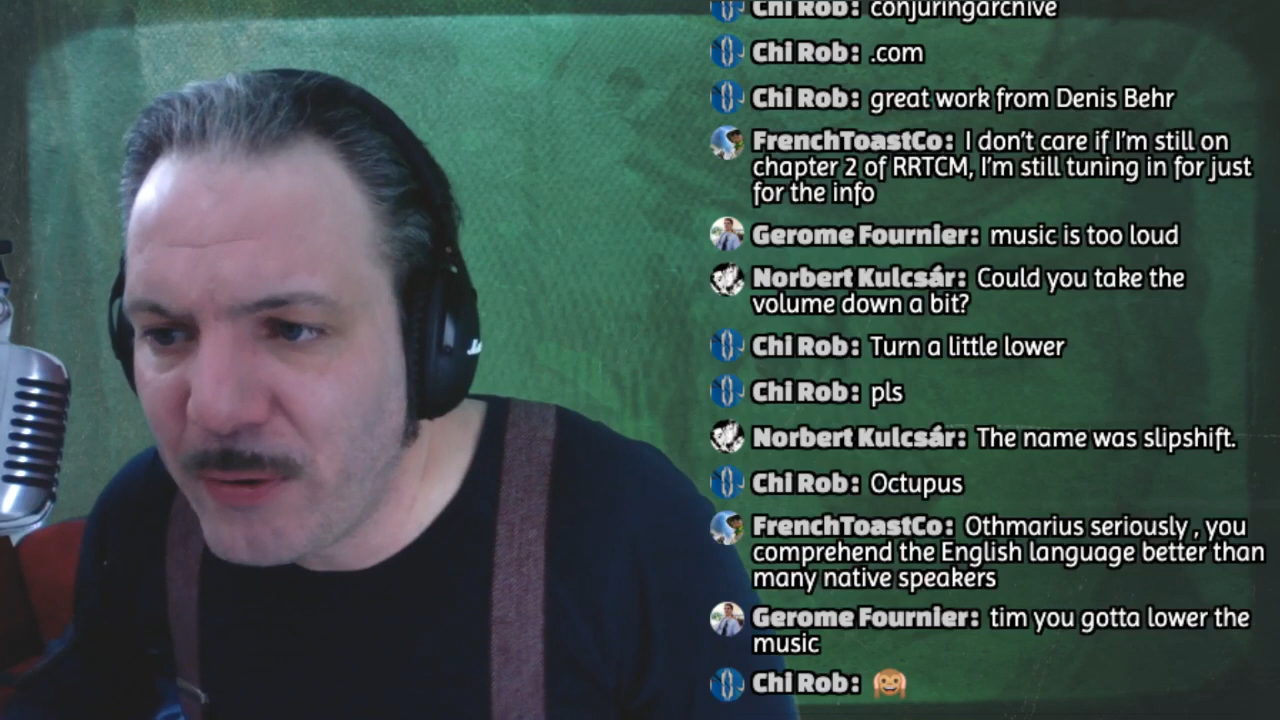 Chi Rob: conjuringarchive
Chi Rob: .com
Chi Rob: great work from Denis Behr
FrenchToastCo: I don't care if I'm still on
chapter 2 of RRTCM, I'm still tuning in for just
for the info
Gerome Fournier: music is too loud
Norbert Kulcsár: Could you take the
volume down a bit?
Chi Rob: Turn a little lower
Chi Rob: pls
Norbert Kulcsár: The name was slipshift.
Chi Rob: Octupus
FrenchToastCo: Othmarius seriously , you
comprehend the English language better than
many native speakers
Gerome Fournier: tim you gotta lower the
music
Chi Rob: 🙉